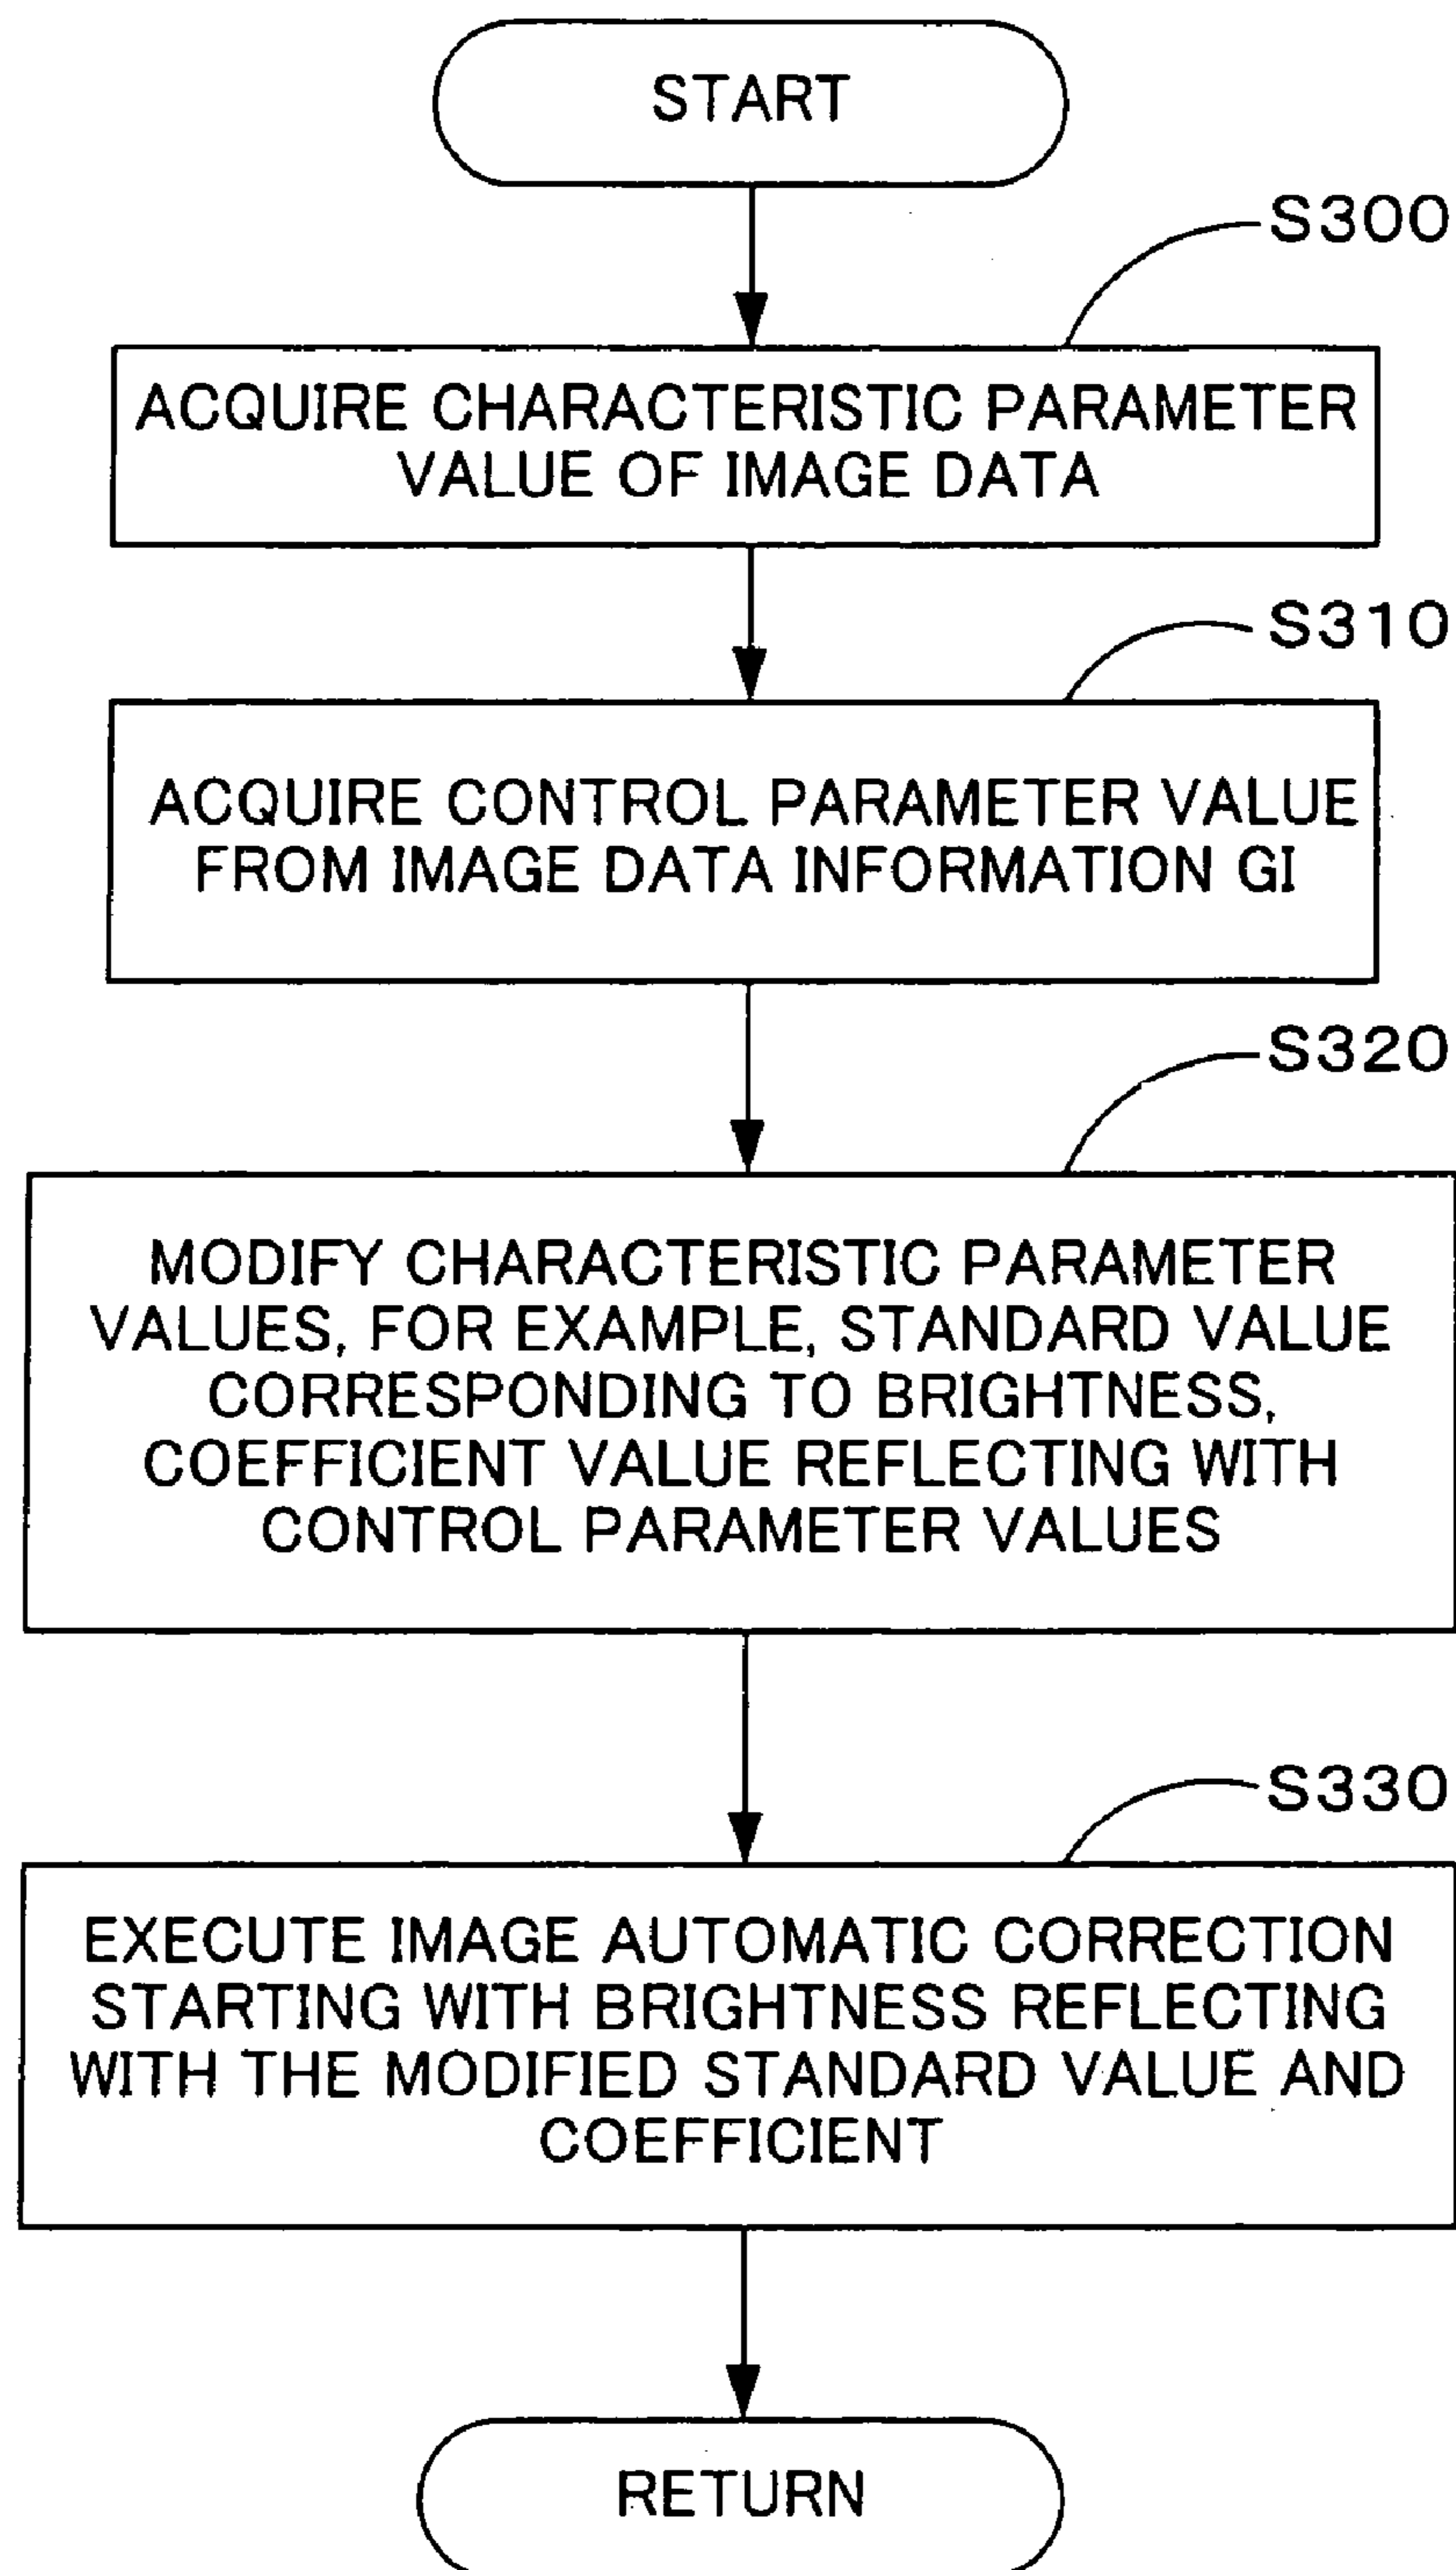 START
S300
ACQUIRE CHARACTERISTIC PARAMETER
VALUE OF IMAGE DATA
S310
ACQUIRE CONTROL PARAMETER VALUE
FROM IMAGE DATA INFORMATION GI
S320
MODIFY CHARACTERISTIC PARAMETER
VALUES, FOR EXAMPLE, STANDARD VALUE
CORRESPONDING TO BRIGHTNESS,
COEFFICIENT VALUE REFLECTING WITH
CONTROL PARAMETER VALUES
S330
EXECUTE IMAGE AUTOMATIC CORRECTION
STARTING WITH BRIGHTNESS REFLECTING
WITH THE MODIFIED STANDARD VALUE AND
COEFFICIENT
RETURN